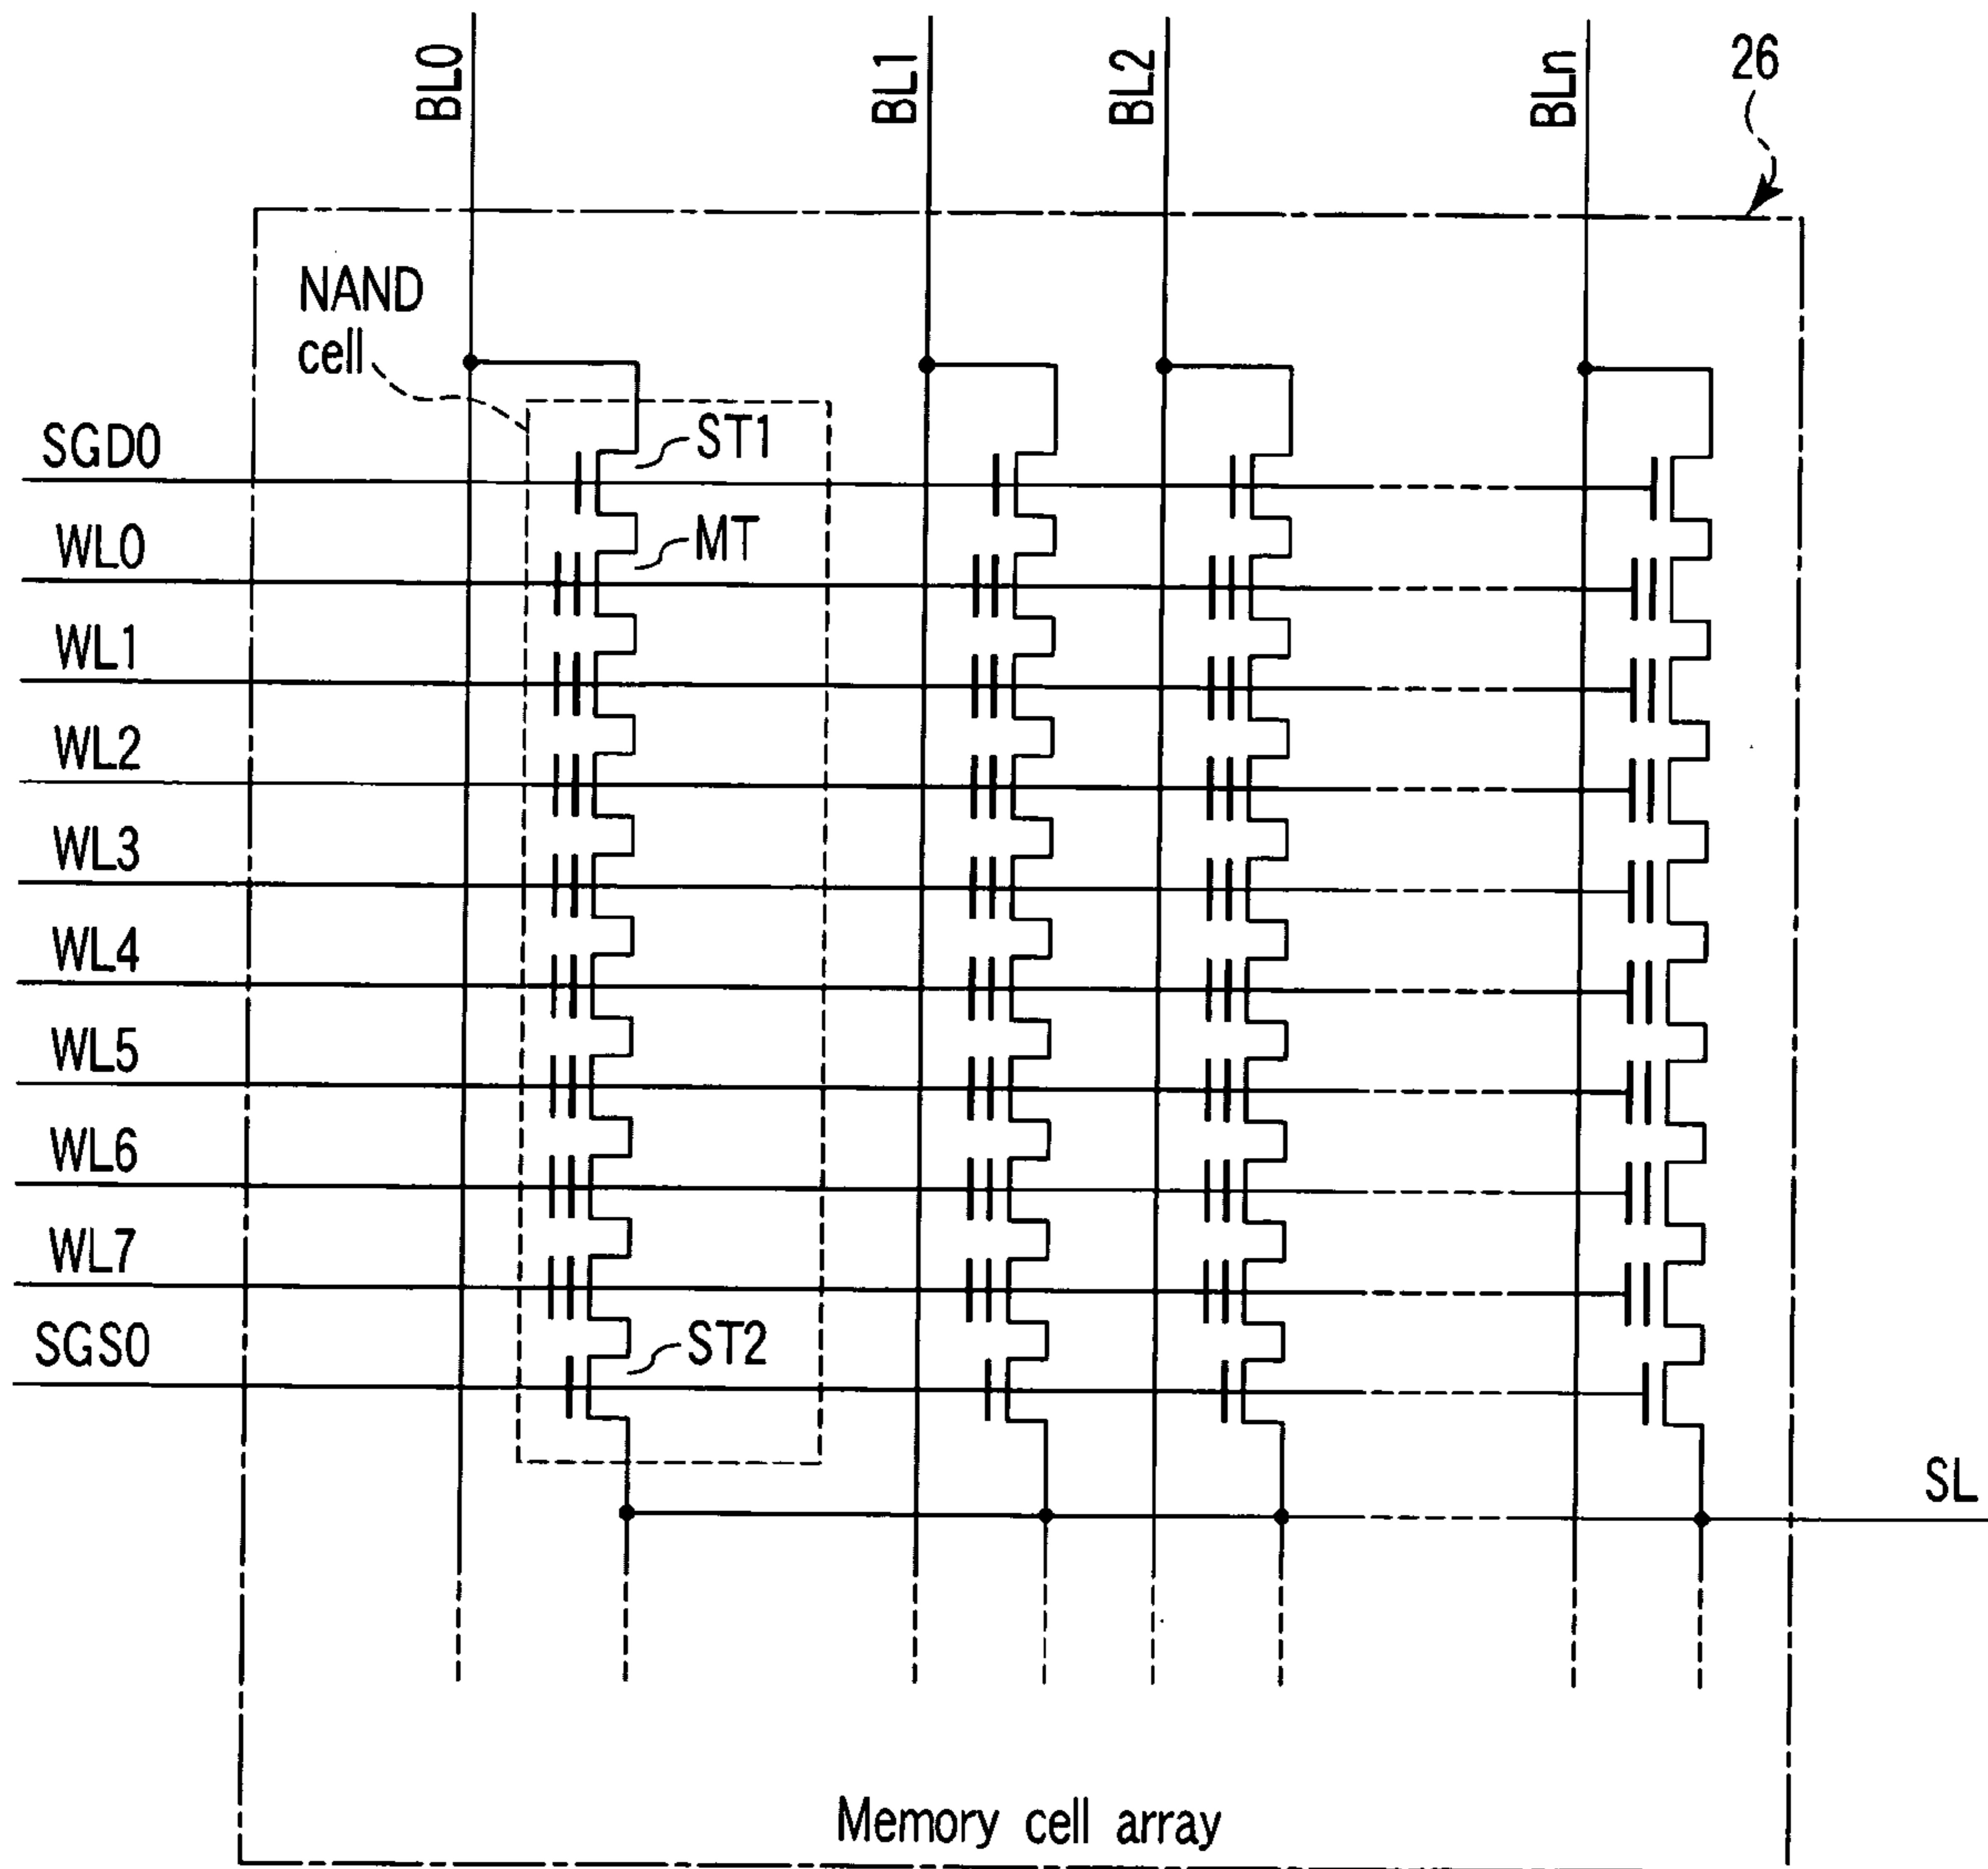 BL0
BL1
BL2
BLn
26
NAND
cell
SGD0
ST1
WL0
MT
WL1
WL2
WL3
WL4
WL5
WL6
WL7
SGS0
ST2
SL
Memory cell array